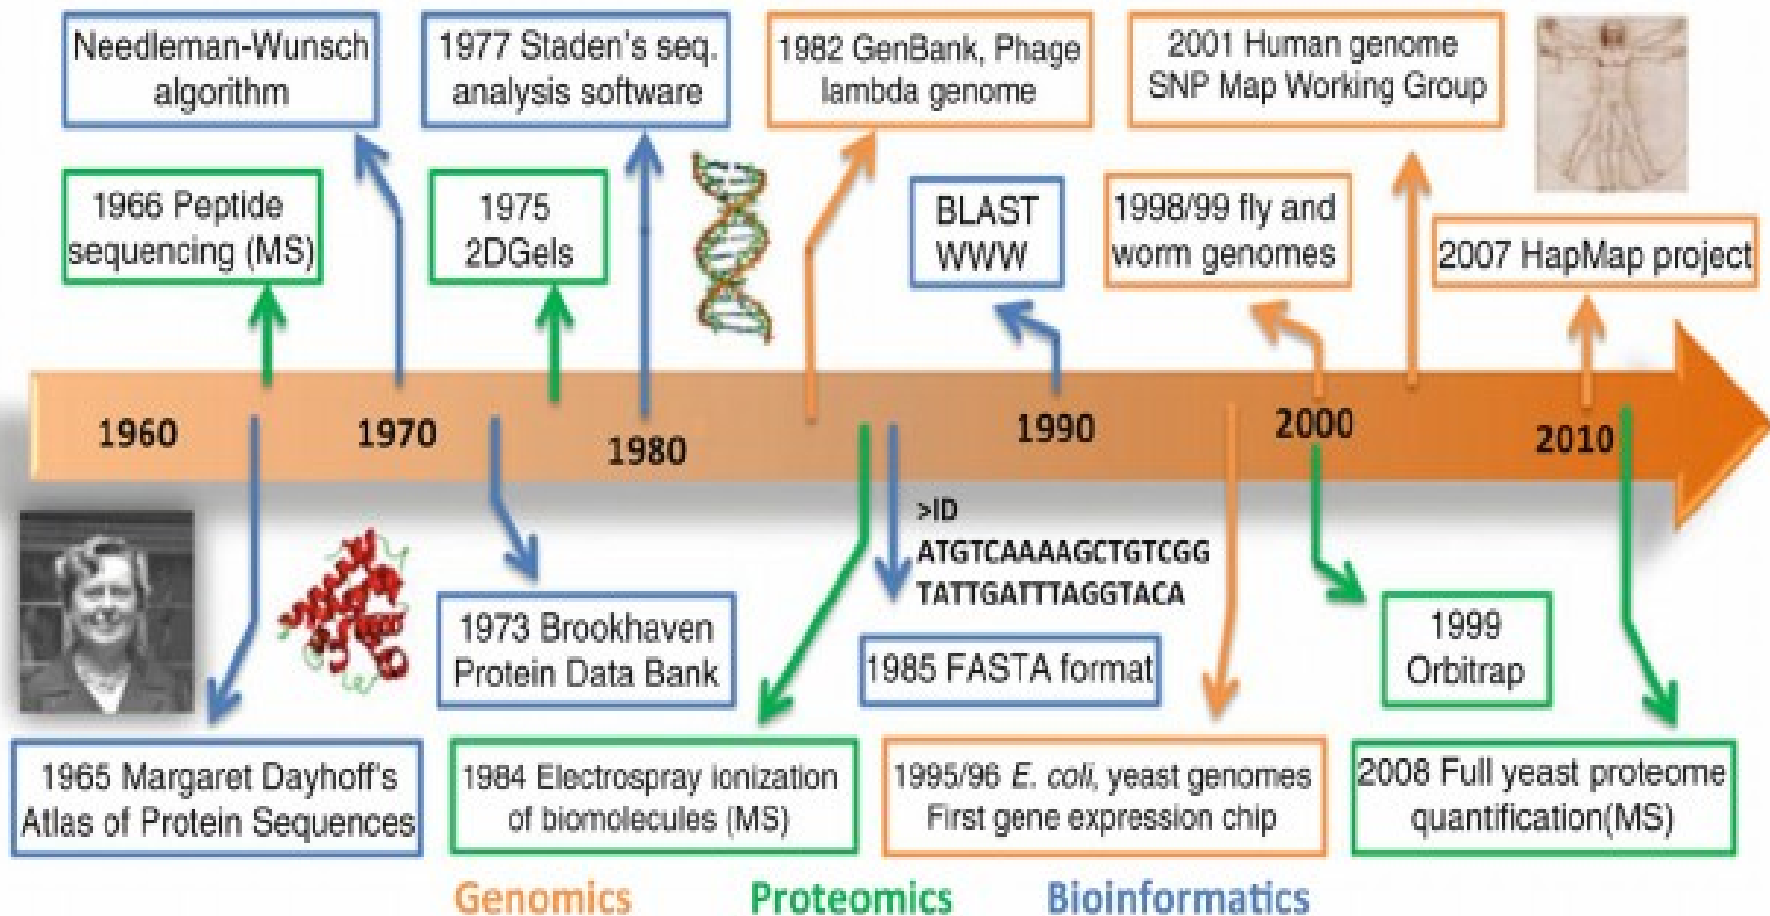 Needleman-Wunsch
algorithm
1977 Staden's seq.
analysis software
1982 GenBank, Phage
lambda genome
2001 Human genome
SNP Map Working Group
1966 Peptide
sequencing (MS)
1975
2DGels
BLAST
WWW
1998/99 fly and
worm genomes
2007 HapMap project
1960
1970
1980
1990
2000
2010
>ID
ATGTCAAAAGCTGTCGG
TATTGATTTAGGTACA
1973 Brookhaven
Protein Data Bank
1985 FASTA format
1999
Orbitrap
1965 Margaret Dayhoff's
Atlas of Protein Sequences
1984 Electrospray ionization
of biomolecules (MS)
1995/96 E. coli, yeast genomes
First gene expression chip
2008 Full yeast proteome
quantification(MS)
Genomics
Proteomics
Bioinformatics